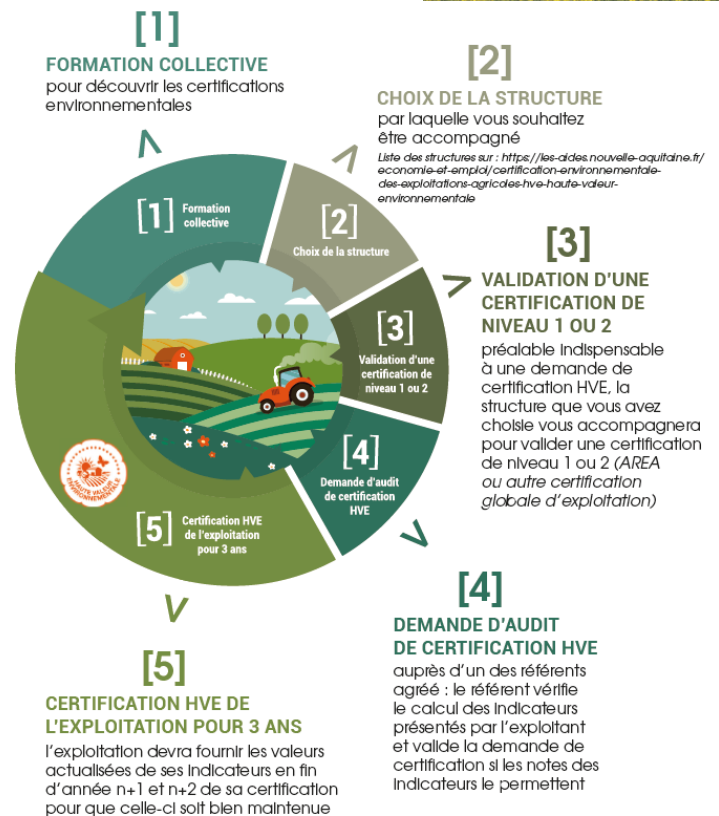 [1]
FORMATION COLLECTIVE
pour découvrir les certifications
environnementales
[2]
CHOIX DE LA STRUCTURE
par laquelle vous souhaitez
être accompagné
Liste des structures sur : https://les-aides.nouvelle-aquitaine.fr/
economie-et-emploi/certification-environnementale-
des-exploitations-agricoles-hve-haute-valeur-
environnementale
[3]
VALIDATION D'UNE
CERTIFICATION DE
NIVEAU 1 OU 2
préalable indispensable
à une demande de
certification HVE, la
structure que vous avez
choisie vous accompagnera
pour valider une certification
de niveau 1 ou 2 (AREA
ou autre certification
globale d'exploitation)
[4]
DEMANDE D'AUDIT
DE CERTIFICATION HVE
auprès d'un des référents
agréé : le référent vérifie
le calcul des indicateurs
présentés par l'exploitant
et valide la demande de
certification si les notes des
indicateurs le permettent
[5]
CERTIFICATION HVE DE
L'EXPLOITATION POUR 3 ANS
l'exploitation devra fournir les valeurs
actualisées de ses indicateurs en fin
d'année n+1 et n+2 de sa certification
pour que celle-ci soit bien maintenue
[1] Formation
collective
[2]
Choix de la structure
[3]
Validation d'une
certification de
niveau 1 ou 2
[4]
Demande d'audit
de certification
HVE
[5] Certification HVE
de l'exploitation
pour 3 ans
HAUTE VALEUR
ENVIRONNEMENTALE